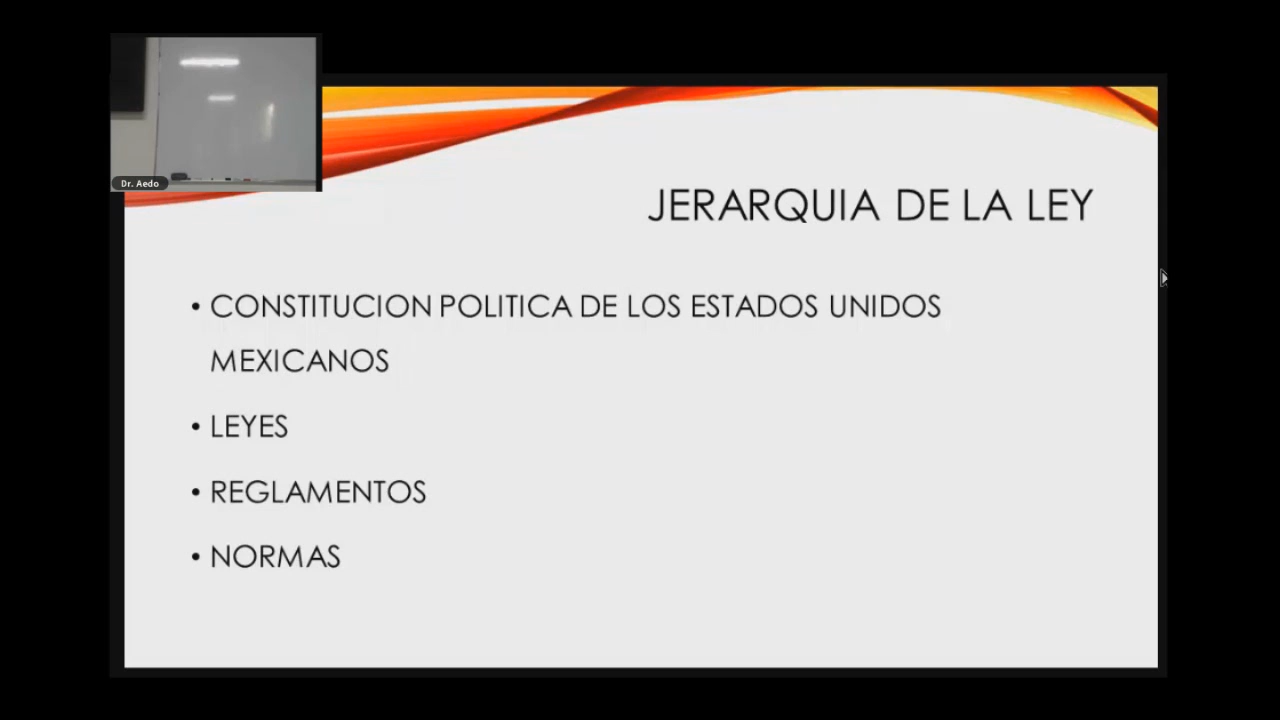 Dr. Aedo
JERARQUIA DE LA LEY
• CONSTITUCION POLITICA DE LOS ESTADOS UNIDOS
MEXICANOS
• LEYES
• REGLAMENTOS
• NORMAS